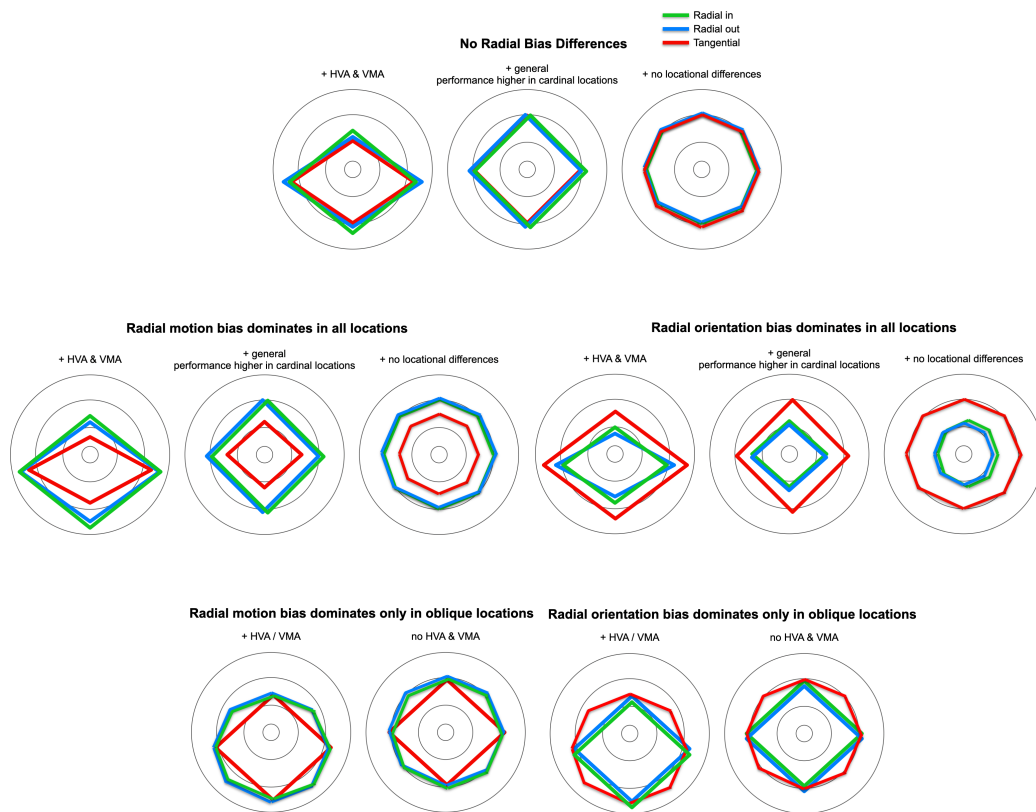 Radial in
Radial out
Tangential
No Radial Bias Differences
+ HVA & VMA
+ general
performance higher in cardinal locations
+ no locational differences
Radial motion bias dominates in all locations
+ HVA & VMA
+ general
performance higher in cardinal locations
+ no locational differences
Radial orientation bias dominates in all locations
+ HVA & VMA
+ general
performance higher in cardinal locations
+ no locational differences
Radial motion bias dominates only in oblique locations
+ HVA / VMA
no HVA & VMA
Radial orientation bias dominates only in oblique locations
+ HVA / VMA
no HVA & VMA